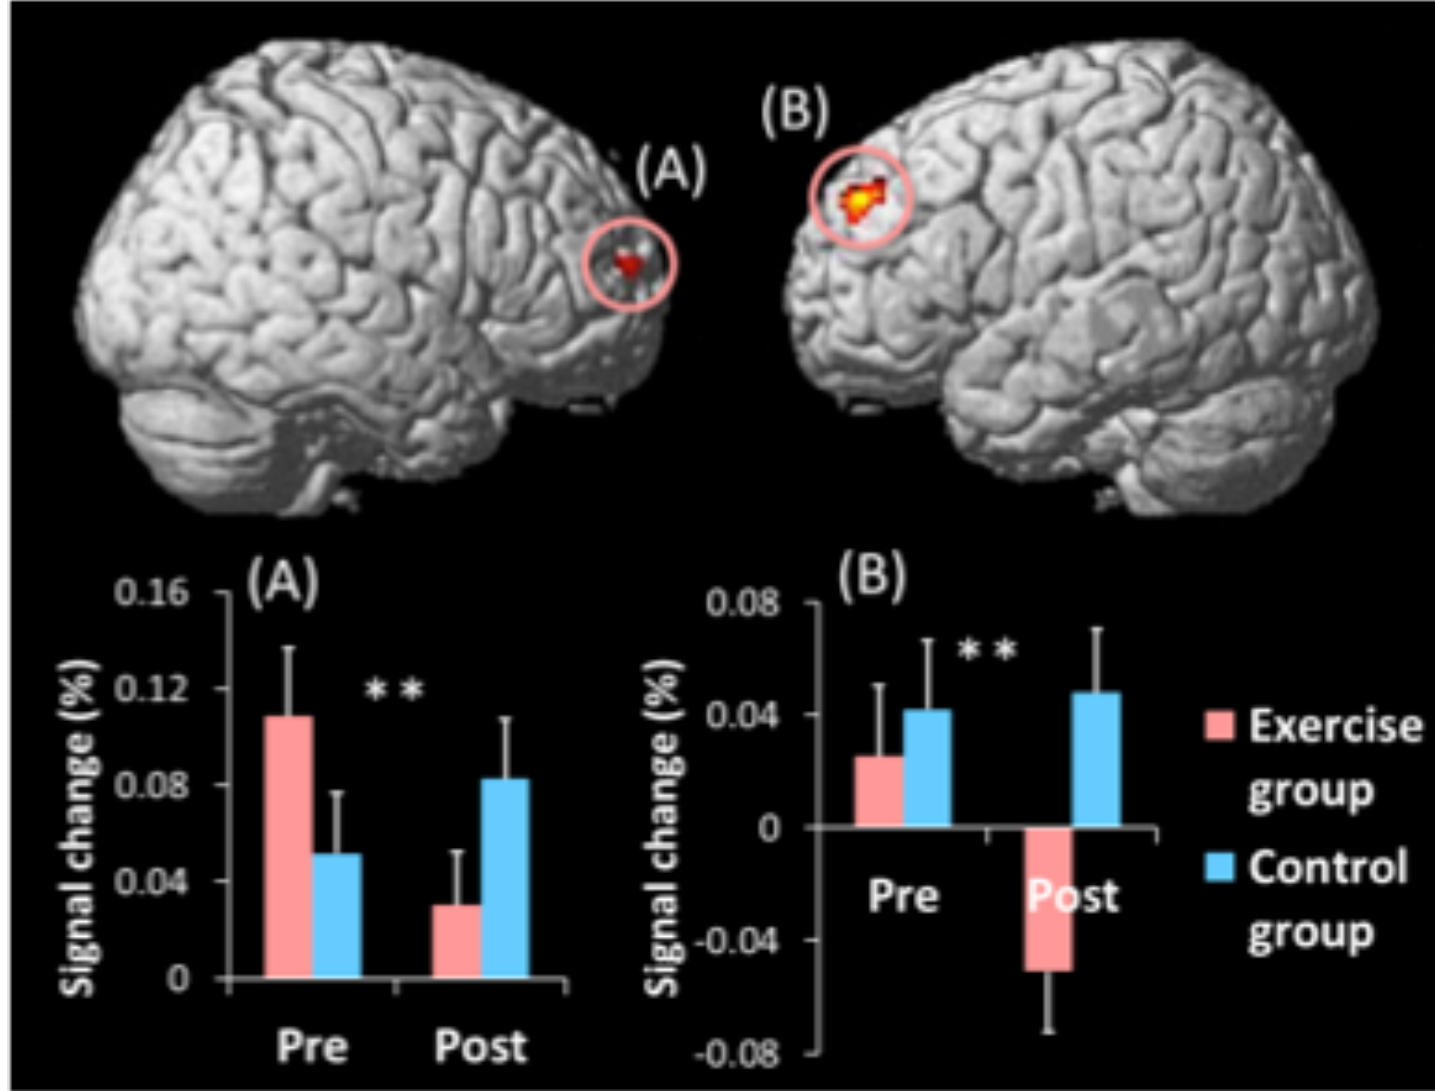 (A)
(B)
(A)
Signal change (%)
0.16
0.12
0.08
0.04
0
* *
Pre Post
(B)
Signal change (%)
0.08
0.04
0
-0.04
-0.08
* *
Pre Post
Exercise
group
Control
group